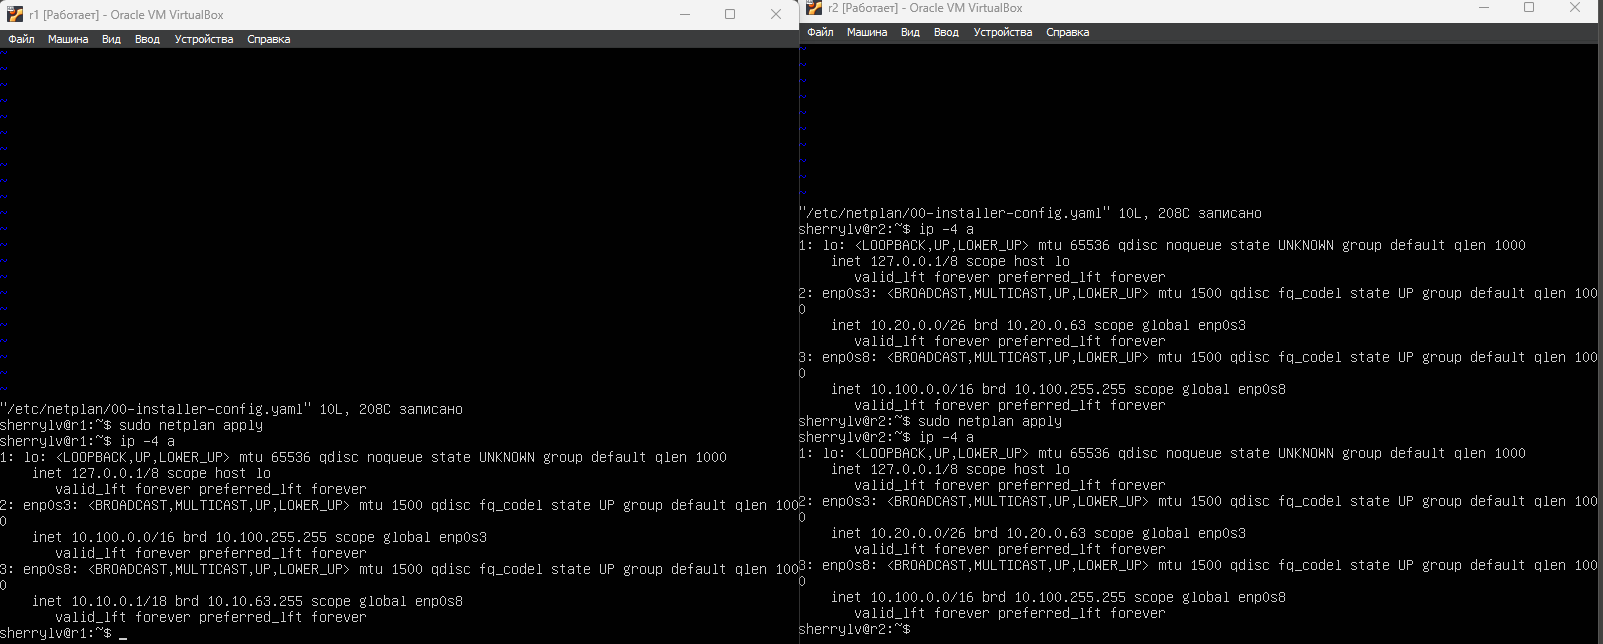 r1 [Работает] - Oracle VM VirtualBox
Файл Машина Вид Ввод Устройства Справка
"/etc/netplan/00-installer-config.yaml" 10L, 208C записано
sherrylv@r1:~$ sudo netplan apply
sherrylv@r1:~$ ip -4 a
1: lo: <LOOPBACK,UP,LOWER_UP> mtu 65536 qdisc noqueue state UNKNOWN group default qlen 1000
    inet 127.0.0.1/8 scope host lo
       valid_lft forever preferred_lft forever
2: enp0s3: <BROADCAST,MULTICAST,UP,LOWER_UP> mtu 1500 qdisc fq_codel state UP group default qlen 100
0
    inet 10.100.0.0/16 brd 10.100.255.255 scope global enp0s3
       valid_lft forever preferred_lft forever
3: enp0s8: <BROADCAST,MULTICAST,UP,LOWER_UP> mtu 1500 qdisc fq_codel state UP group default qlen 100
0
    inet 10.10.0.1/18 brd 10.10.63.255 scope global enp0s8
       valid_lft forever preferred_lft forever
sherrylv@r1:~$ _
r2 [Работает] - Oracle VM VirtualBox
Файл Машина Вид Ввод Устройства Справка
"/etc/netplan/00-installer-config.yaml" 10L, 208C записано
sherrylv@r2:~$ ip -4 a
1: lo: <LOOPBACK,UP,LOWER_UP> mtu 65536 qdisc noqueue state UNKNOWN group default qlen 1000
    inet 127.0.0.1/8 scope host lo
       valid_lft forever preferred_lft forever
2: enp0s3: <BROADCAST,MULTICAST,UP,LOWER_UP> mtu 1500 qdisc fq_codel state UP group default qlen 100
0
    inet 10.20.0.0/26 brd 10.20.0.63 scope global enp0s3
       valid_lft forever preferred_lft forever
3: enp0s8: <BROADCAST,MULTICAST,UP,LOWER_UP> mtu 1500 qdisc fq_codel state UP group default qlen 100
0
    inet 10.100.0.0/16 brd 10.100.255.255 scope global enp0s8
       valid_lft forever preferred_lft forever
sherrylv@r2:~$ sudo netplan apply
sherrylv@r2:~$ ip -4 a
1: lo: <LOOPBACK,UP,LOWER_UP> mtu 65536 qdisc noqueue state UNKNOWN group default qlen 1000
    inet 127.0.0.1/8 scope host lo
       valid_lft forever preferred_lft forever
2: enp0s3: <BROADCAST,MULTICAST,UP,LOWER_UP> mtu 1500 qdisc fq_codel state UP group default qlen 100
0
    inet 10.20.0.0/26 brd 10.20.0.63 scope global enp0s3
       valid_lft forever preferred_lft forever
3: enp0s8: <BROADCAST,MULTICAST,UP,LOWER_UP> mtu 1500 qdisc fq_codel state UP group default qlen 100
0
    inet 10.100.0.0/16 brd 10.100.255.255 scope global enp0s8
       valid_lft forever preferred_lft forever
sherrylv@r2:~$